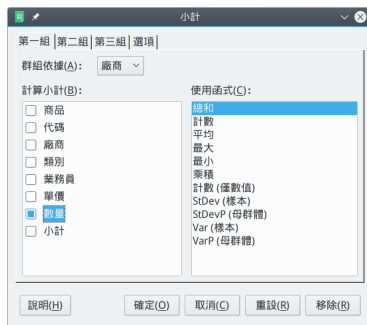 小計
第一組 第二組 第三組 選項
群組依據(A): 廠商
計算小計(B): 使用函式(C):
商品
代碼
廠商
類別
業務員
單價
數量
小計
總和
計數
平均
最大
最小
乘積
計數 (僅數值)
StDev (樣本)
StDevP (母群體)
Var (樣本)
VarP (母群體)
說明(H) 確定(O) 取消(C) 重設(R) 移除(R)